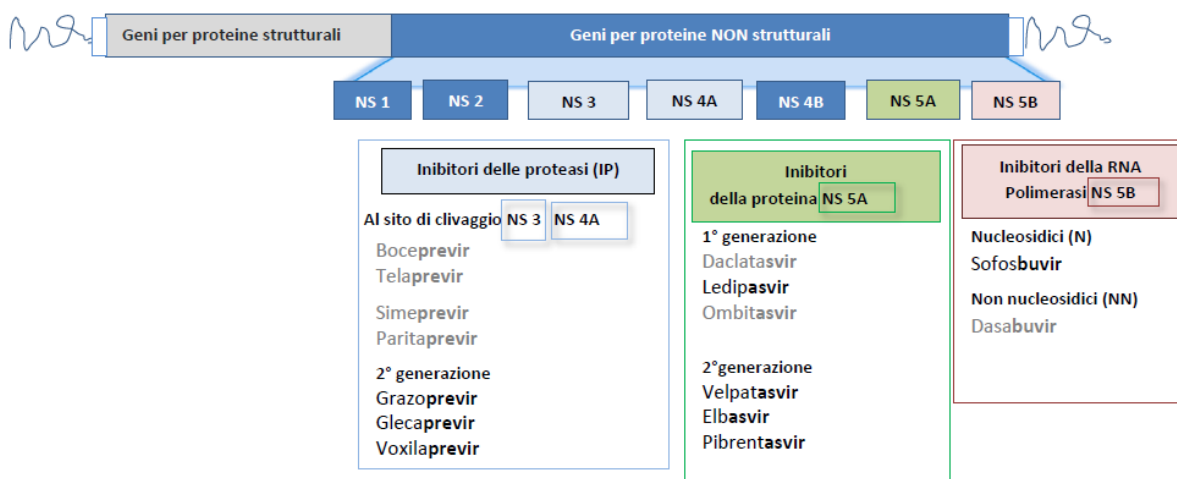 Geni per proteine strutturali
Geni per proteine NON strutturali
NS 1
NS 2
NS 3
NS 4A
NS 4B
NS 5A
NS 5B
Inibitori delle proteasi (IP)
Al sito di clivaggio NS 3 NS 4A
Boceprevir
Telaprevir
Simeprevir
Paritaprevir
2° generazione
Grazoprevir
Glecaprevir
Voxilaprevir
Inibitori
della proteina NS 5A
1° generazione
Daclatasvir
Ledipasvir
Ombitasvir
2°generazione
Velpatasvir
Elbasvir
Pibrentasvir
Inibitori della RNA
Polimerasi NS 5B
Nucleosidici (N)
Sofosbuvir
Non nucleosidici (NN)
Dasabuvir